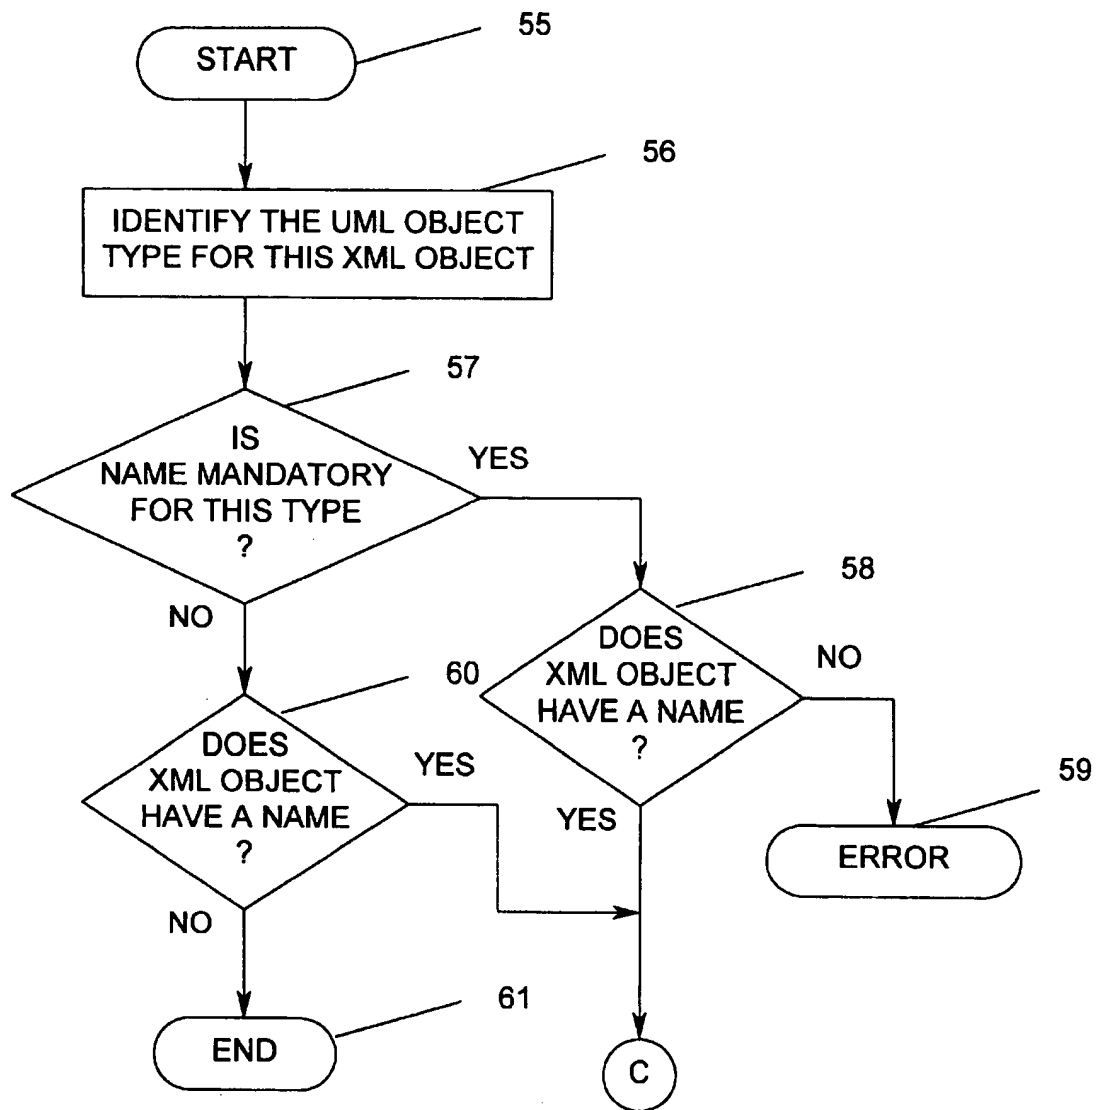 55
START
56
IDENTIFY THE UML OBJECT
TYPE FOR THIS XML OBJECT
57
IS
NAME MANDATORY
FOR THIS TYPE
?
YES
NO
58
DOES
XML OBJECT
HAVE A NAME
?
NO
YES
59
ERROR
60
DOES
XML OBJECT
HAVE A NAME
?
YES
NO
61
END
C